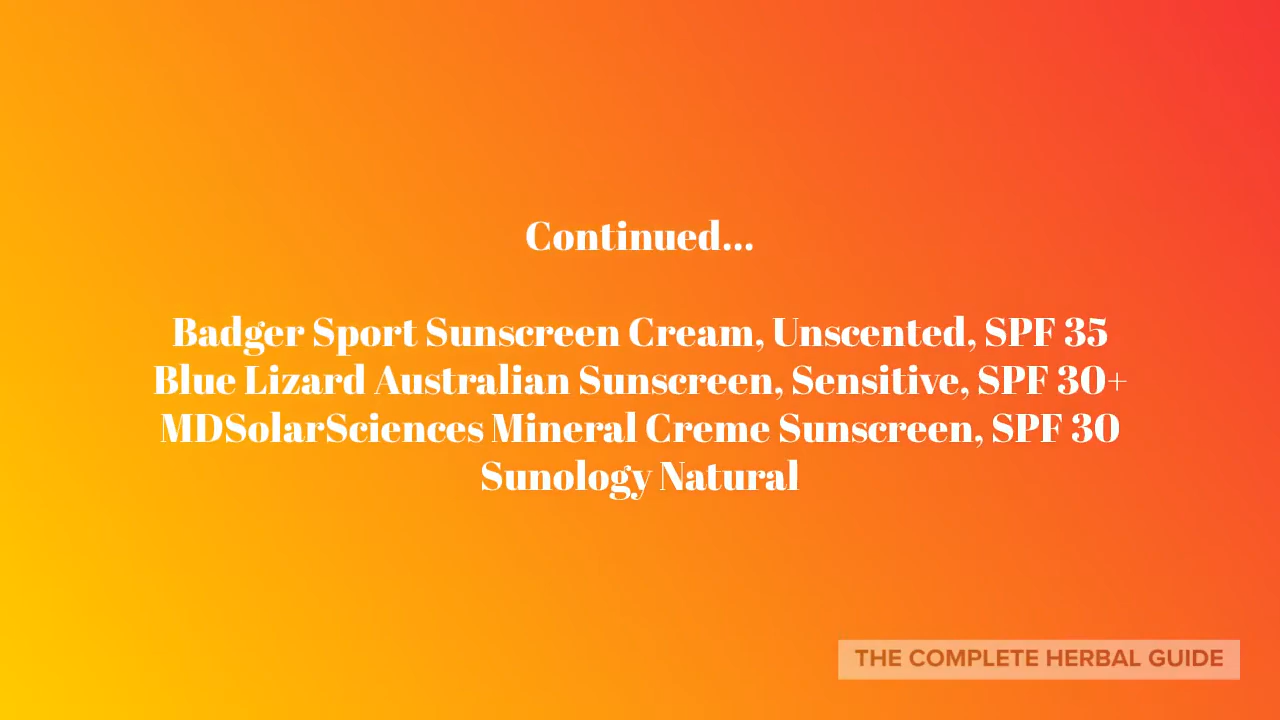 Continued...
Badger Sport Sunscreen Cream, Unscented, SPF 35
Blue Lizard Australian Sunscreen, Sensitive, SPF 30+
MDSolarSciences Mineral Creme Sunscreen, SPF 30
Sunology Natural
THE COMPLETE HERBAL GUIDE